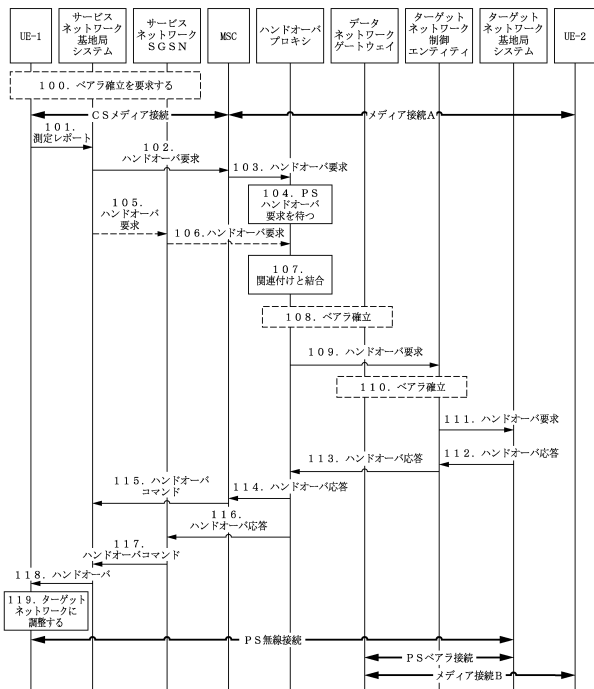 UE-1
サービス
ネットワーク
基地局
システム
サービス
ネットワーク
SGSN
MSC
ハンドオーバ
プロキシ
データ
ネットワーク
ゲートウェイ
ターゲット
ネットワーク
制御
エンティティ
ターゲット
ネットワーク
基地局
システム
UE-2
100. ベアラ確立を要求する
CSメディア接続
メディア接続A
101.
測定レポート
102.
ハンドオーバ要求
103. ハンドオーバ要求
104. PS
ハンドオーバ
要求を待つ
105.
ハンドオーバ
要求
106. ハンドオーバ要求
107.
関連付けと結合
108. ベアラ確立
109. ハンドオーバ要求
110. ベアラ確立
111. ハンドオーバ要求
112. ハンドオーバ応答
113. ハンドオーバ応答
114. ハンドオーバ応答
115. ハンドオーバ
コマンド
116.
ハンドオーバ応答
117.
ハンドオーバコマンド
118. ハンドオーバ
119. ターゲット
ネットワークに
調整する
PS無線接続
PSベアラ接続
メディア接続B